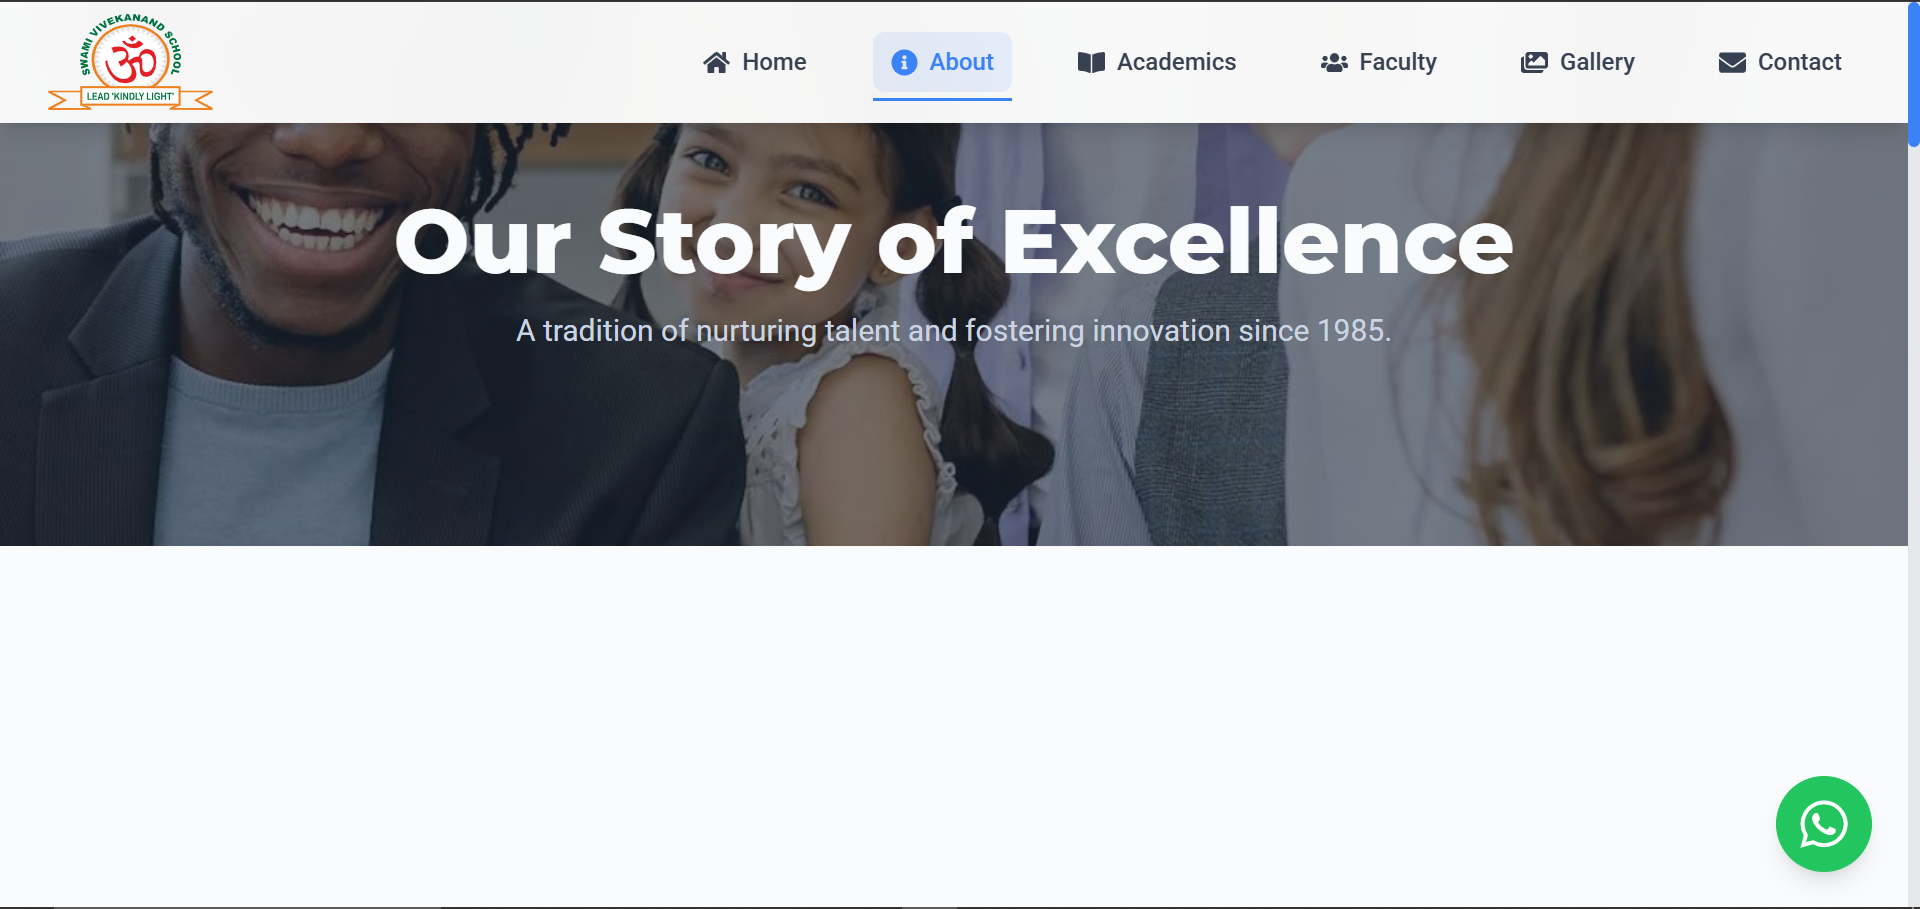 SWAMI VIVEKANAND SCHOOL
ॐ
LEAD 'KINDLY LIGHT'
Home About Academics Faculty Gallery Contact
Our Story of Excellence
A tradition of nurturing talent and fostering innovation since 1985.